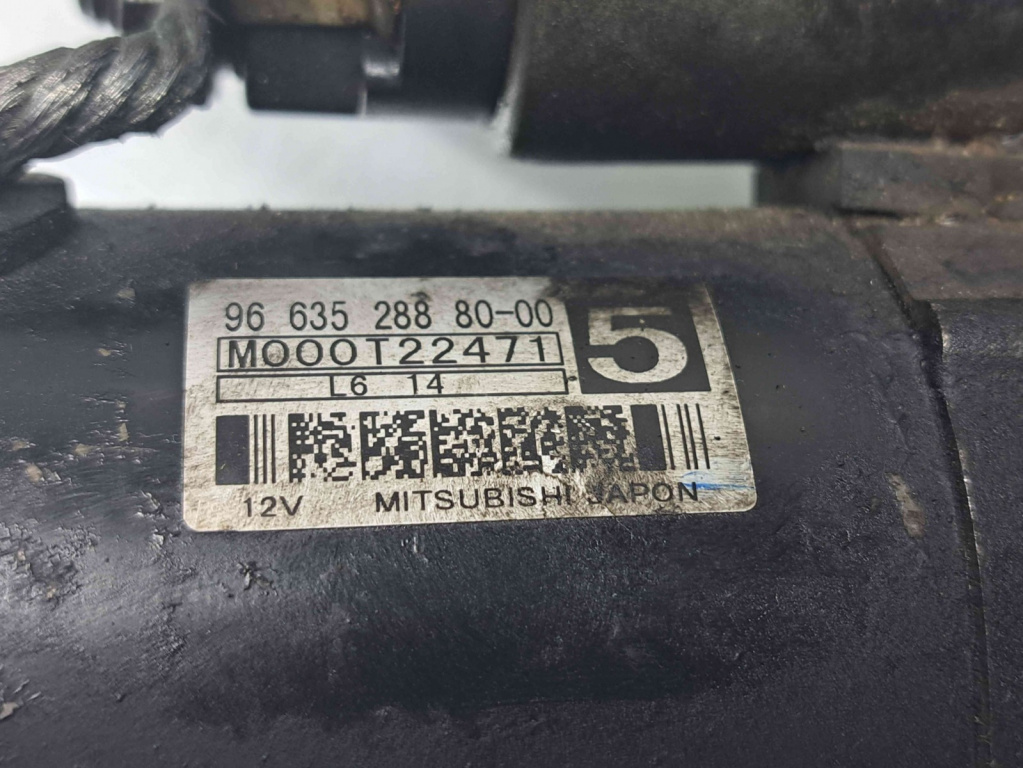 96 635 288 80-00
5
M000T22471
L6 14
12V MITSUBISHI JAPON